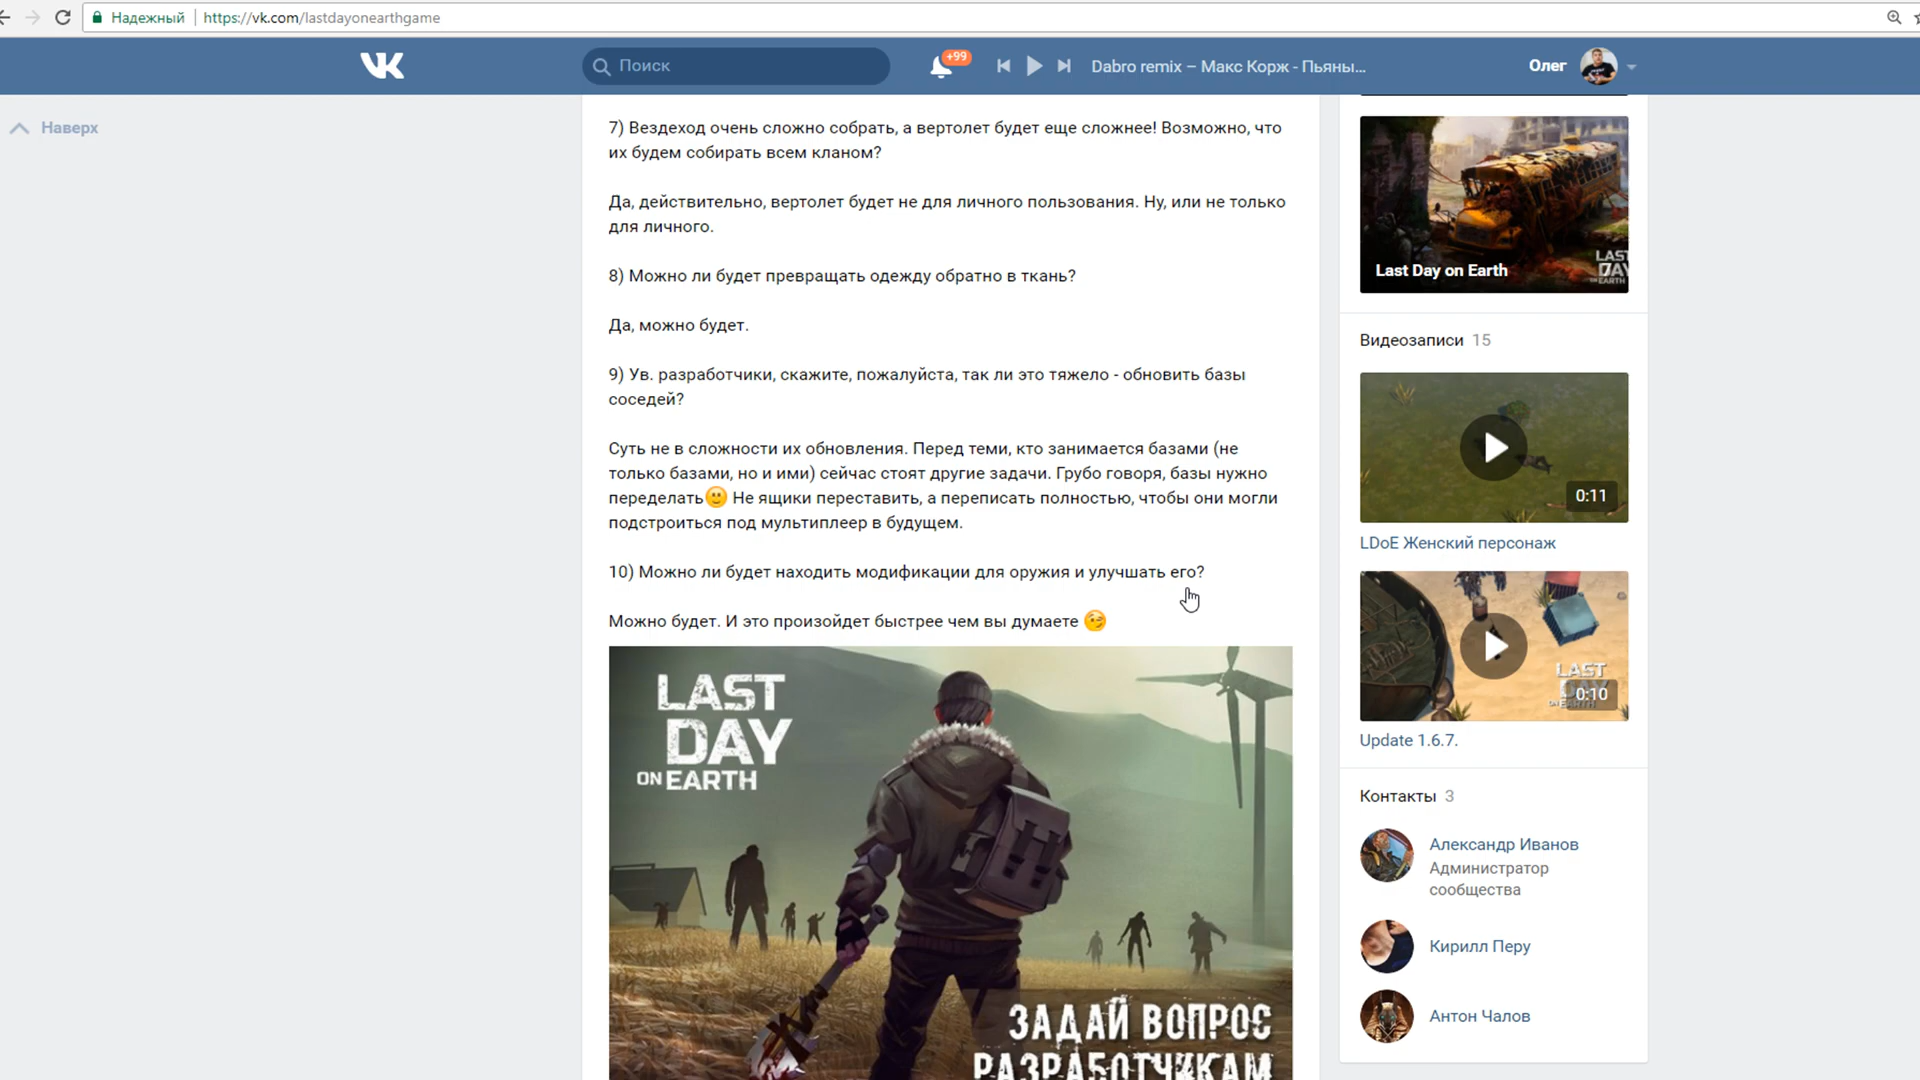 Надежный
https://vk.com/lastdayonearthgame
Поиск
+99
Dabro remix – Макс Корж - Пьяны...
Олег
Наверх
7) Вездеход очень сложно собрать, а вертолет будет еще сложнее! Возможно, что
их будем собирать всем кланом?
Да, действительно, вертолет будет не для личного пользования. Ну, или не только
для личного.
8) Можно ли будет превращать одежду обратно в ткань?
Да, можно будет.
9) Ув. разработчики, скажите, пожалуйста, так ли это тяжело - обновить базы
соседей?
Суть не в сложности их обновления. Перед теми, кто занимается базами (не
только базами, но и ими) сейчас стоят другие задачи. Грубо говоря, базы нужно
переделать🙂 Не ящики переставить, а переписать полностью, чтобы они могли
подстроиться под мультиплеер в будущем.
10) Можно ли будет находить модификации для оружия и улучшать его?
Можно будет. И это произойдет быстрее чем вы думаете 😉
LAST
DAY
ON EARTH
ЗАДАЙ ВОПРОС
РАЗРАБОТЧИКАМ
Last Day on Earth
LAST
DAY
ON EARTH
Видеозаписи 15
0:11
LDoE Женский персонаж
LAST
DAY
ON EARTH
0:10
Update 1.6.7.
Контакты 3
Александр Иванов
Администратор
сообщества
Кирилл Перу
Антон Чалов